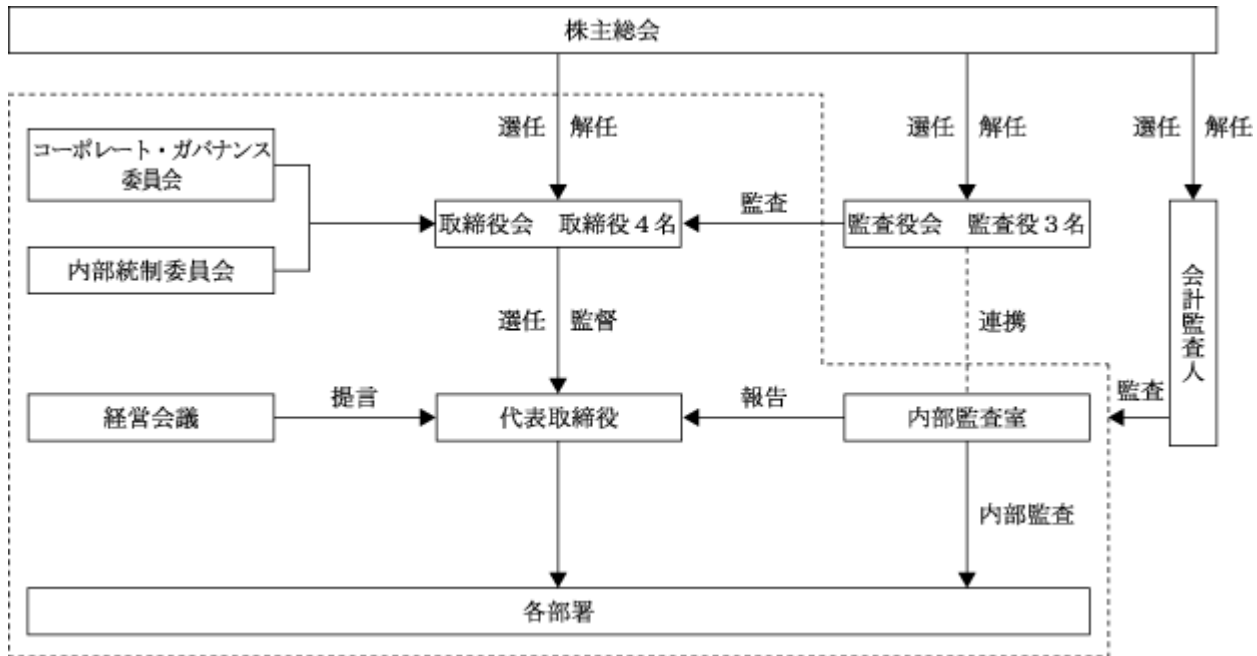 株主総会
選任 解任
選任 解任
選任 解任
コーポレート・ガバナンス
委員会
取締役会 取締役4名
監査
監査役会 監査役3名
内部統制委員会
会計監査人
選任 監督
連携
経営会議
提言
代表取締役
報告
内部監査室
監査
内部監査
各部署